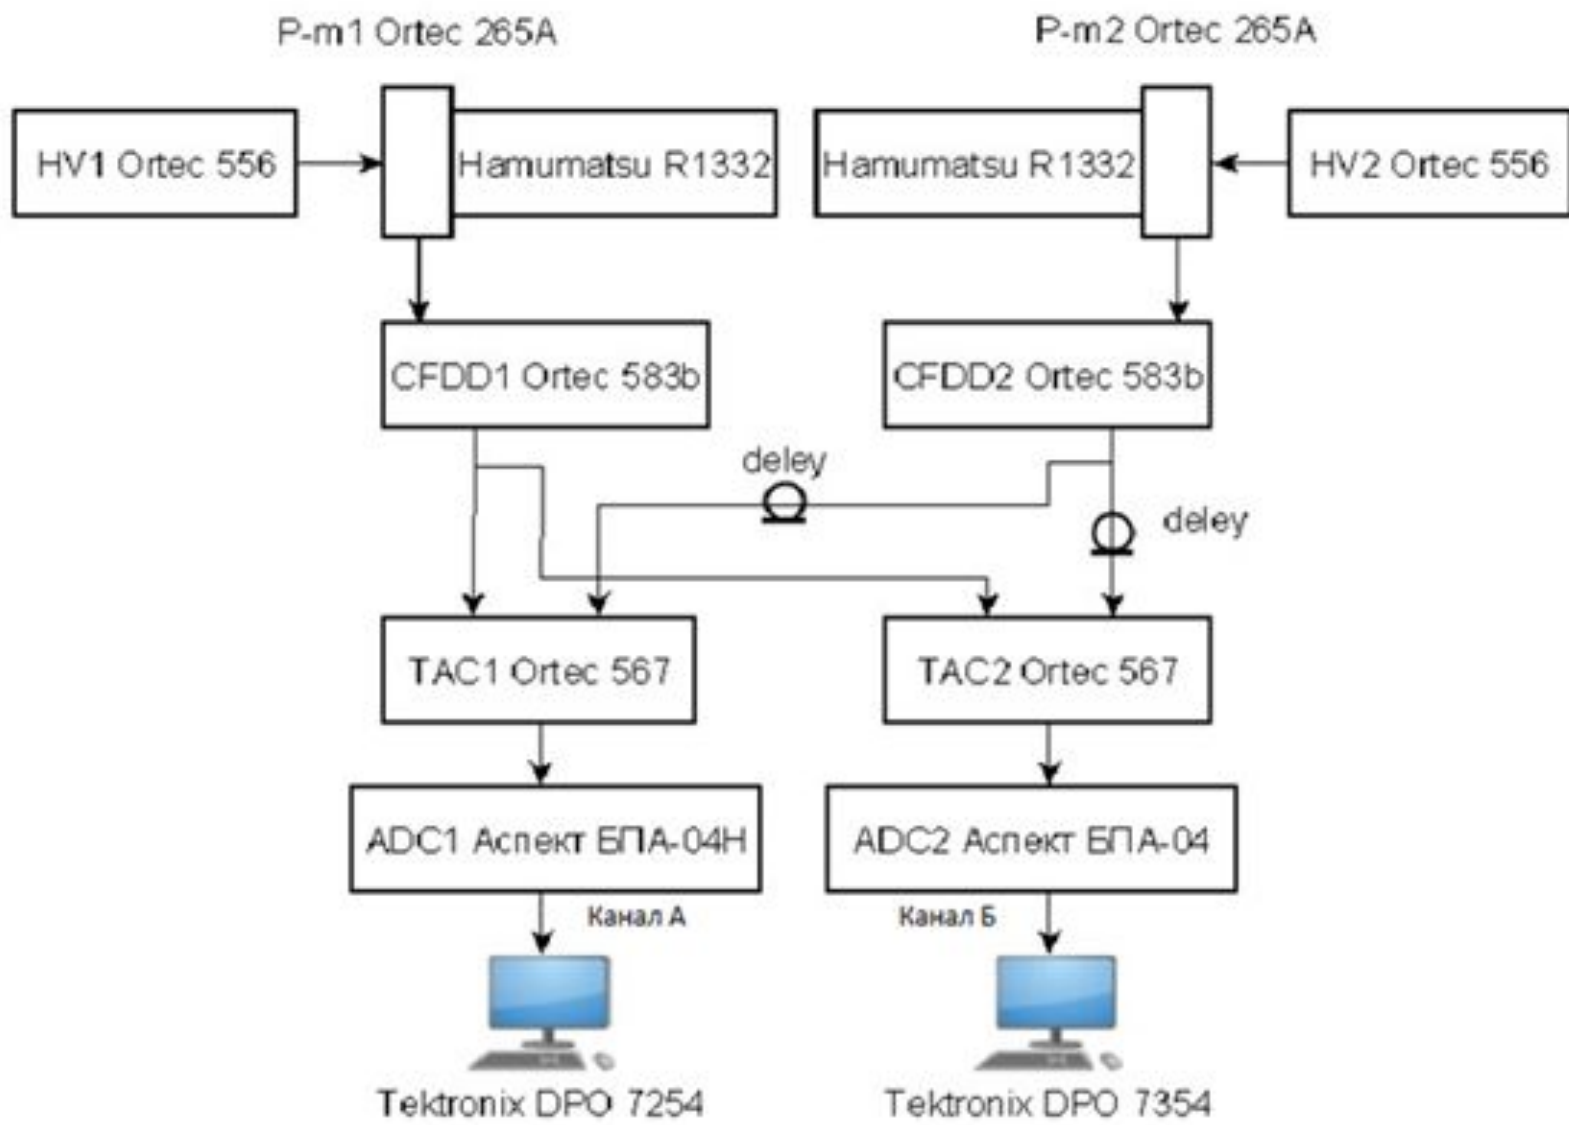 P-m1 Ortec 265A
P-m2 Ortec 265A
HV1 Ortec 556
Hamumatsu R1332
Hamumatsu R1332
HV2 Ortec 556
CFDD1 Ortec 583b
CFDD2 Ortec 583b
deley
deley
TAC1 Ortec 567
TAC2 Ortec 567
ADC1 Аспект БПА-04Н
ADC2 Аспект БПА-04
Канал А
Канал Б
Tektronix DPO 7254
Tektronix DPO 7354